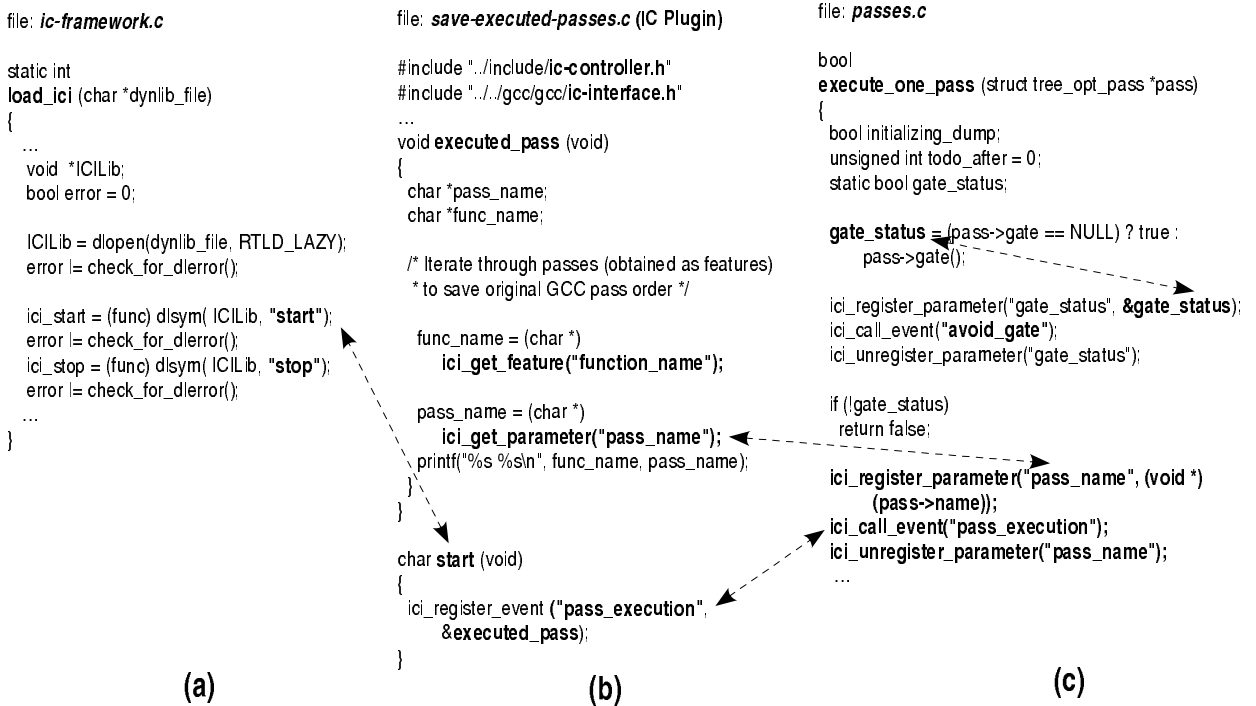 file: ic-framework.c
static int
load_ici (char *dynlib_file)
{
...
void *ICILib;
bool error = 0;
ICILib = dlopen(dynlib_file, RTLD_LAZY);
error |= check_for_dlerror();
ici_start = (func) dlsym( ICILib, "start");
error |= check_for_dlerror();
ici_stop = (func) dlsym( ICILib, "stop");
error |= check_for_dlerror();
...
}
(a)
file: save-executed-passes.c (IC Plugin)
#include "../include/ic-controller.h"
#include "../../gcc/gcc/ic-interface.h"
...
void executed_pass (void)
{
char *pass_name;
char *func_name;
/* Iterate through passes (obtained as features)
* to save original GCC pass order */
func_name = (char *)
ici_get_feature("function_name");
pass_name = (char *)
ici_get_parameter("pass_name");
printf("%s %s\n", func_name, pass_name);
}
}
char start (void)
{
ici_register_event ("pass_execution",
&executed_pass);
}
(b)
file: passes.c
bool
execute_one_pass (struct tree_opt_pass *pass)
{
bool initializing_dump;
unsigned int todo_after = 0;
static bool gate_status;
gate_status = (pass->gate == NULL) ? true :
pass->gate();
ici_register_parameter("gate_status", &gate_status);
ici_call_event("avoid_gate");
ici_unregister_parameter("gate_status");
if (!gate_status)
return false;
ici_register_parameter("pass_name", (void *)
(pass->name));
ici_call_event("pass_execution");
ici_unregister_parameter("pass_name");
...
(c)